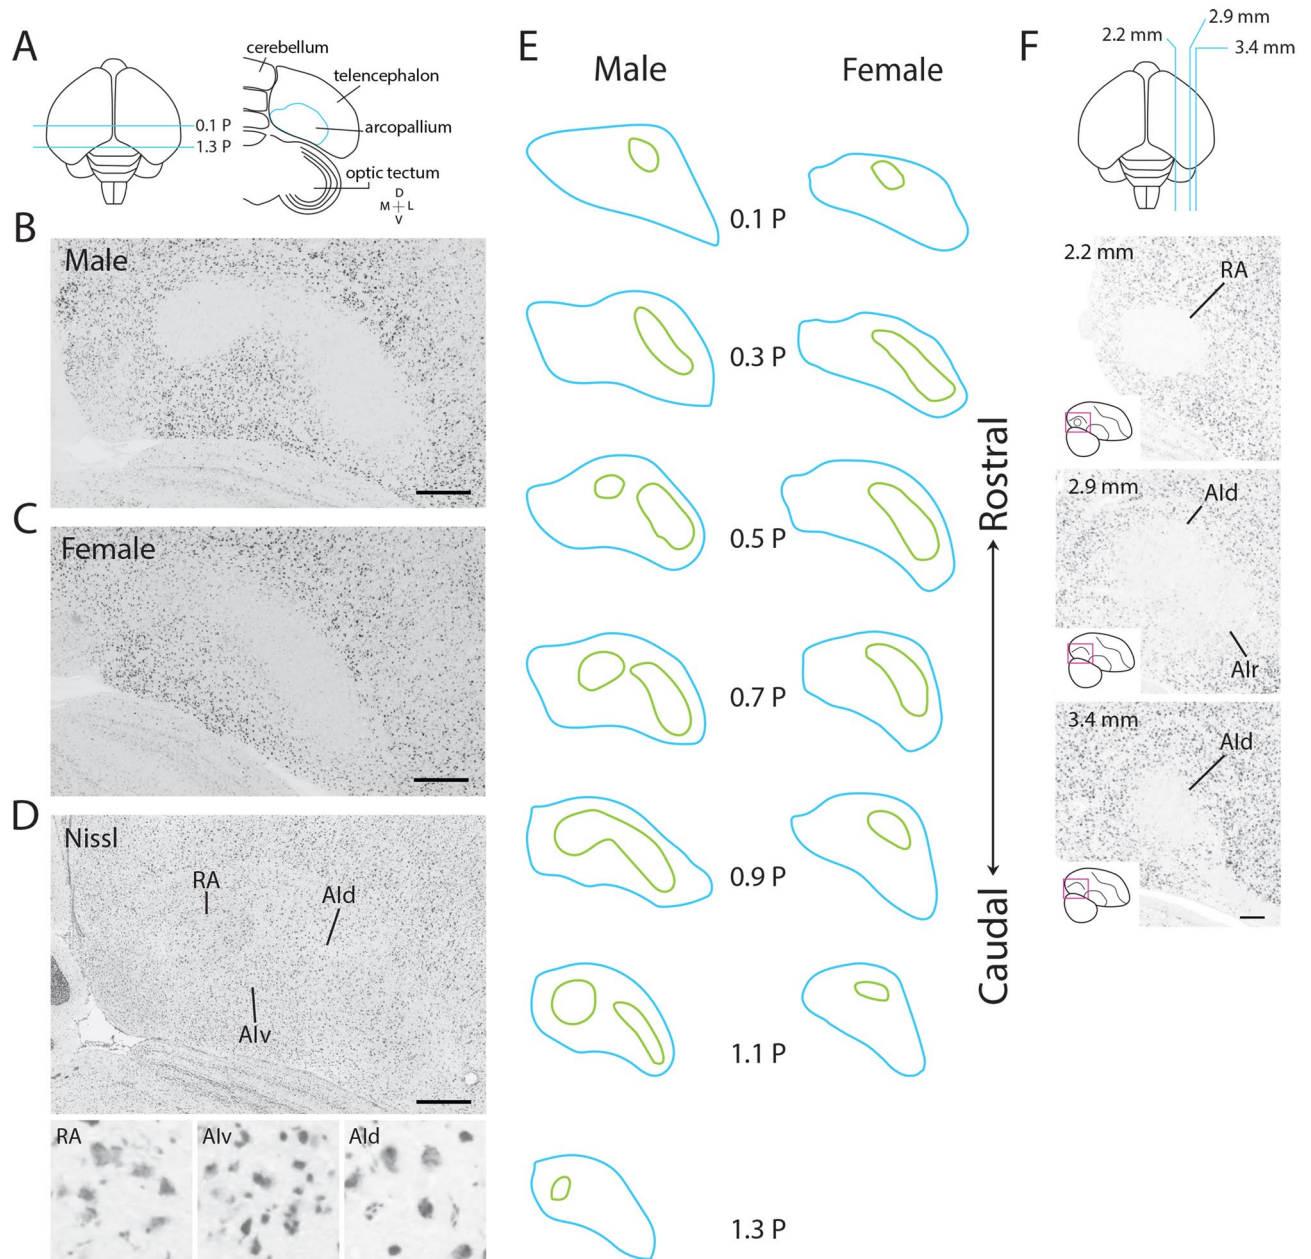 A
cerebellum
telencephalon
arcopallium
optic tectum
0.1 P
1.3 P
D
M L
V
B
Male
C
Female
D
Nissl
RA
AId
AIv
RA
AIv
AId
E
Male
Female
0.1 P
0.3 P
0.5 P
0.7 P
0.9 P
1.1 P
1.3 P
Rostral
Caudal
F
2.2 mm
2.9 mm
3.4 mm
2.2 mm
RA
2.9 mm
AId
AIr
3.4 mm
AId